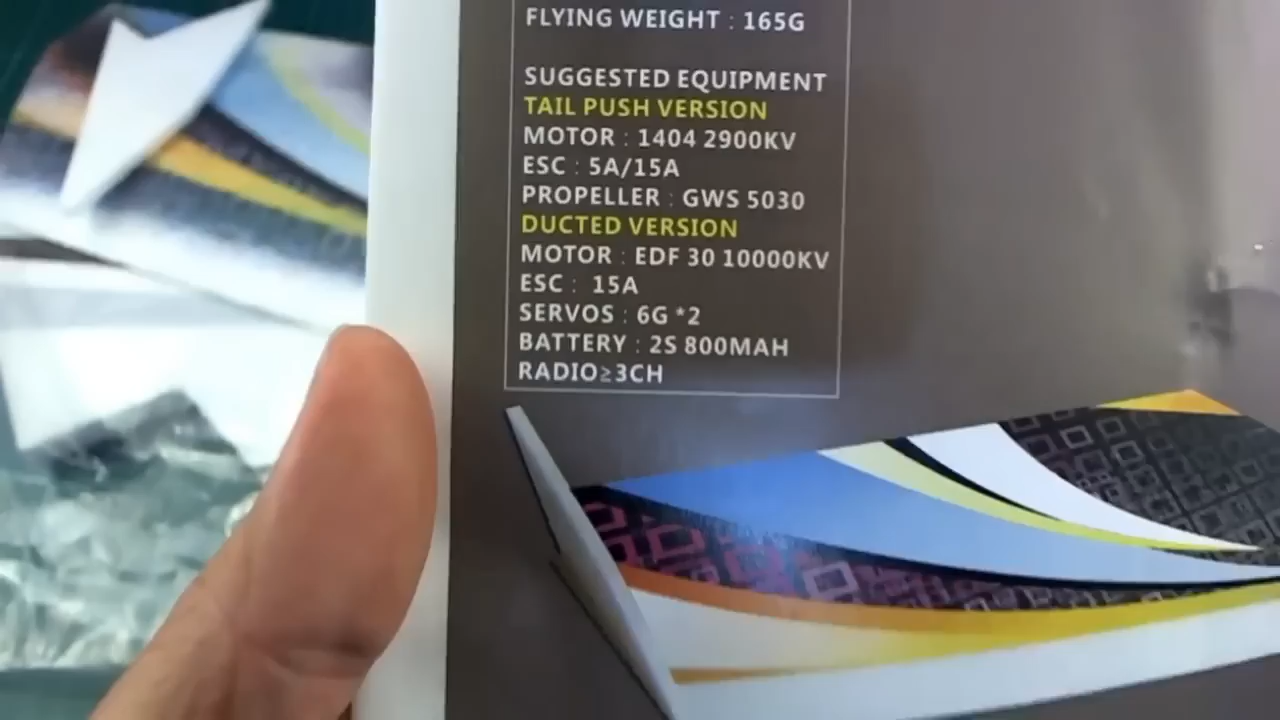 FLYING WEIGHT : 165G
SUGGESTED EQUIPMENT
TAIL PUSH VERSION
MOTOR : 1404 2900KV
ESC : 5A/15A
PROPELLER : GWS 5030
DUCTED VERSION
MOTOR : EDF 30 10000KV
ESC : 15A
SERVOS : 6G *2
BATTERY : 2S 800MAH
RADIO≥3CH